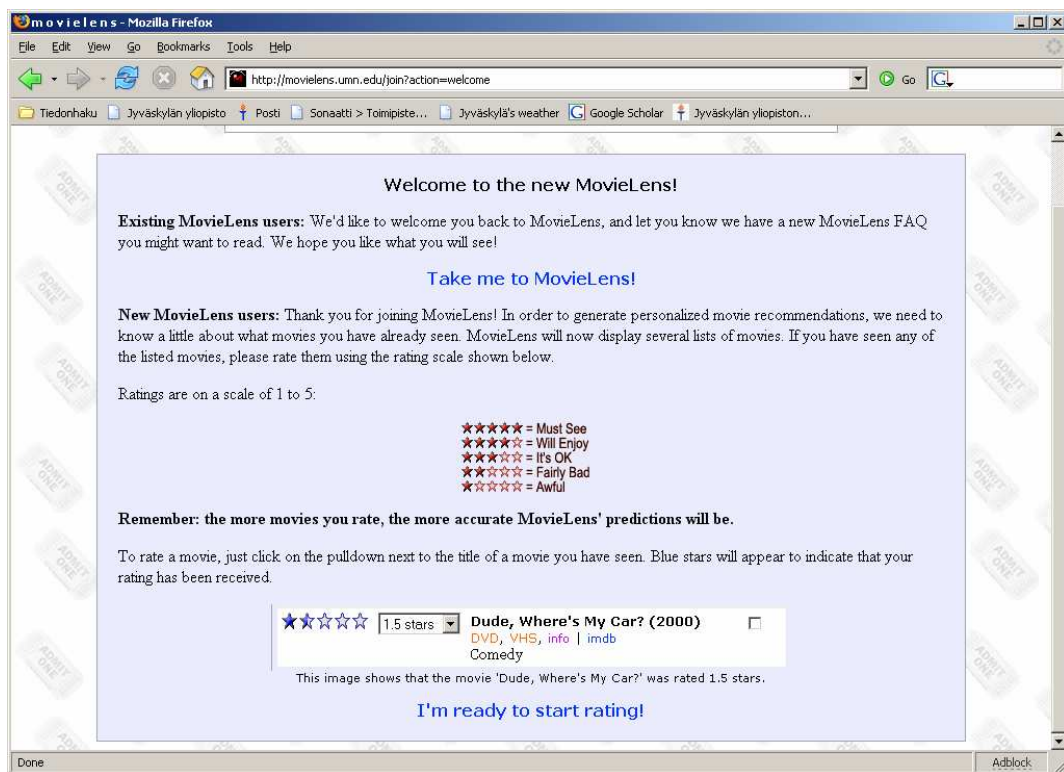 m o v i e l e n s - Mozilla Firefox
File Edit View Go Bookmarks Tools Help
http://movielens.umn.edu/join?action=welcome Go G
Tiedonhaku Jyväskylän yliopisto Posti Sonaatti > Toimipiste... Jyväskylä's weather G Google Scholar Jyväskylän yliopiston...
Welcome to the new MovieLens!
Existing MovieLens users: We'd like to welcome you back to MovieLens, and let you know we have a new MovieLens FAQ
you might want to read. We hope you like what you will see!
Take me to MovieLens!
New MovieLens users: Thank you for joining MovieLens! In order to generate personalized movie recommendations, we need to
know a little about what movies you have already seen. MovieLens will now display several lists of movies. If you have seen any of
the listed movies, please rate them using the rating scale shown below.
Ratings are on a scale of 1 to 5:
★★★★★ = Must See
★★★★☆ = Will Enjoy
★★★☆☆ = It's OK
★★☆☆☆ = Fairly Bad
★☆☆☆☆ = Awful
Remember: the more movies you rate, the more accurate MovieLens' predictions will be.
To rate a movie, just click on the pulldown next to the title of a movie you have seen. Blue stars will appear to indicate that your
rating has been received.
1.5 stars Dude, Where's My Car? (2000)
DVD, VHS, info | imdb
Comedy
This image shows that the movie 'Dude, Where's My Car?' was rated 1.5 stars.
I'm ready to start rating!
ADMIT ONE
Done Adblock